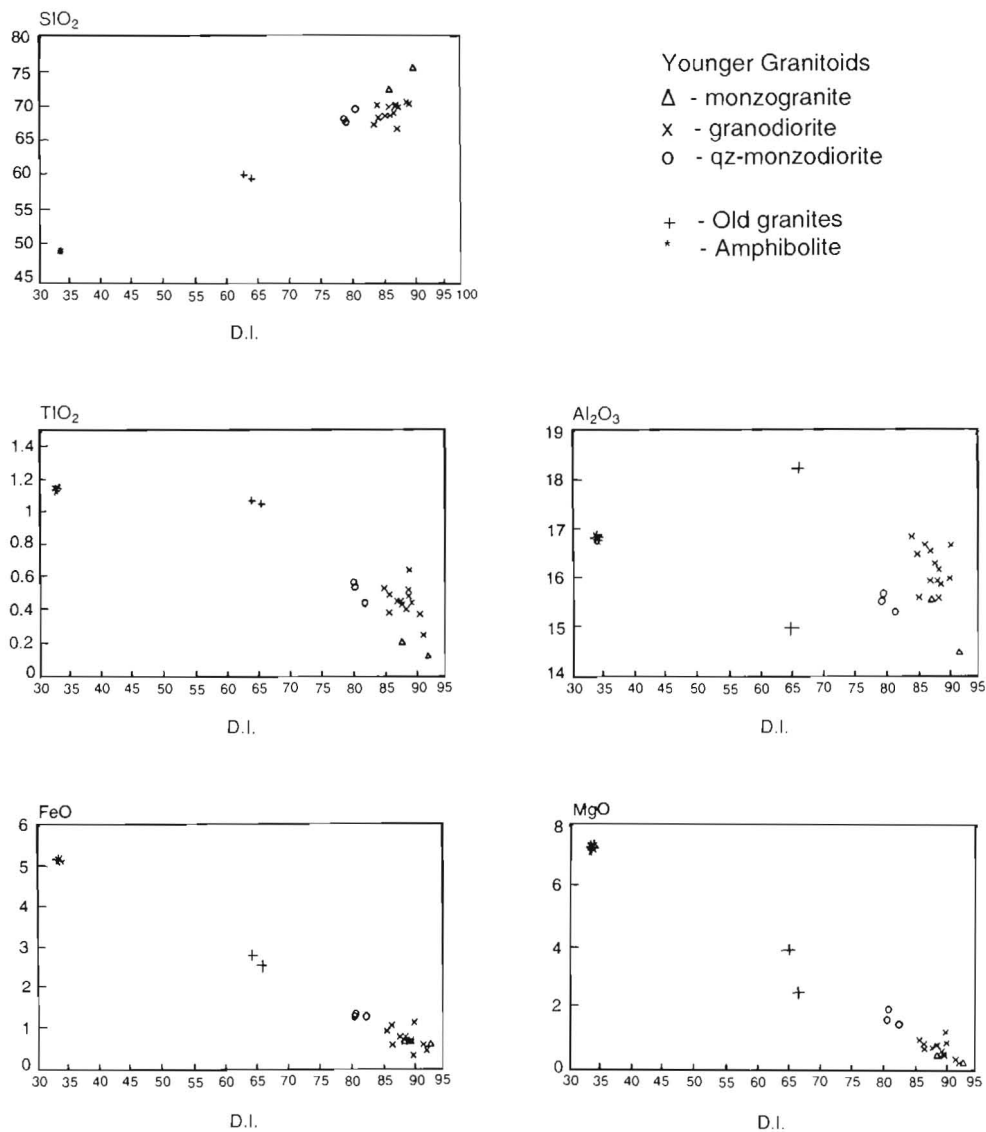 SIO2
80
75
70
65
60
55
50
45
30 35 40 45 50 55 60 65 70 75 80 85 90 95 100
D.I.
Younger Granitoids
Δ - monzogranite
x - granodiorite
o - qz-monzodiorite
+ - Old granites
* - Amphibolite
TIO2
1.4
1.2
1
0.8
0.6
0.4
0.2
0
30 35 40 45 50 55 60 65 70 75 80 85 90 95
D.I.
Al2O3
19
18
17
16
15
14
30 35 40 45 50 55 60 65 70 75 80 85 90 95
D.I.
FeO
6
5
4
3
2
1
0
30 35 40 45 50 55 60 65 70 75 80 85 90 95
D.I.
MgO
8
6
4
2
0
30 35 40 45 50 55 60 65 70 75 80 85 90 95
D.I.